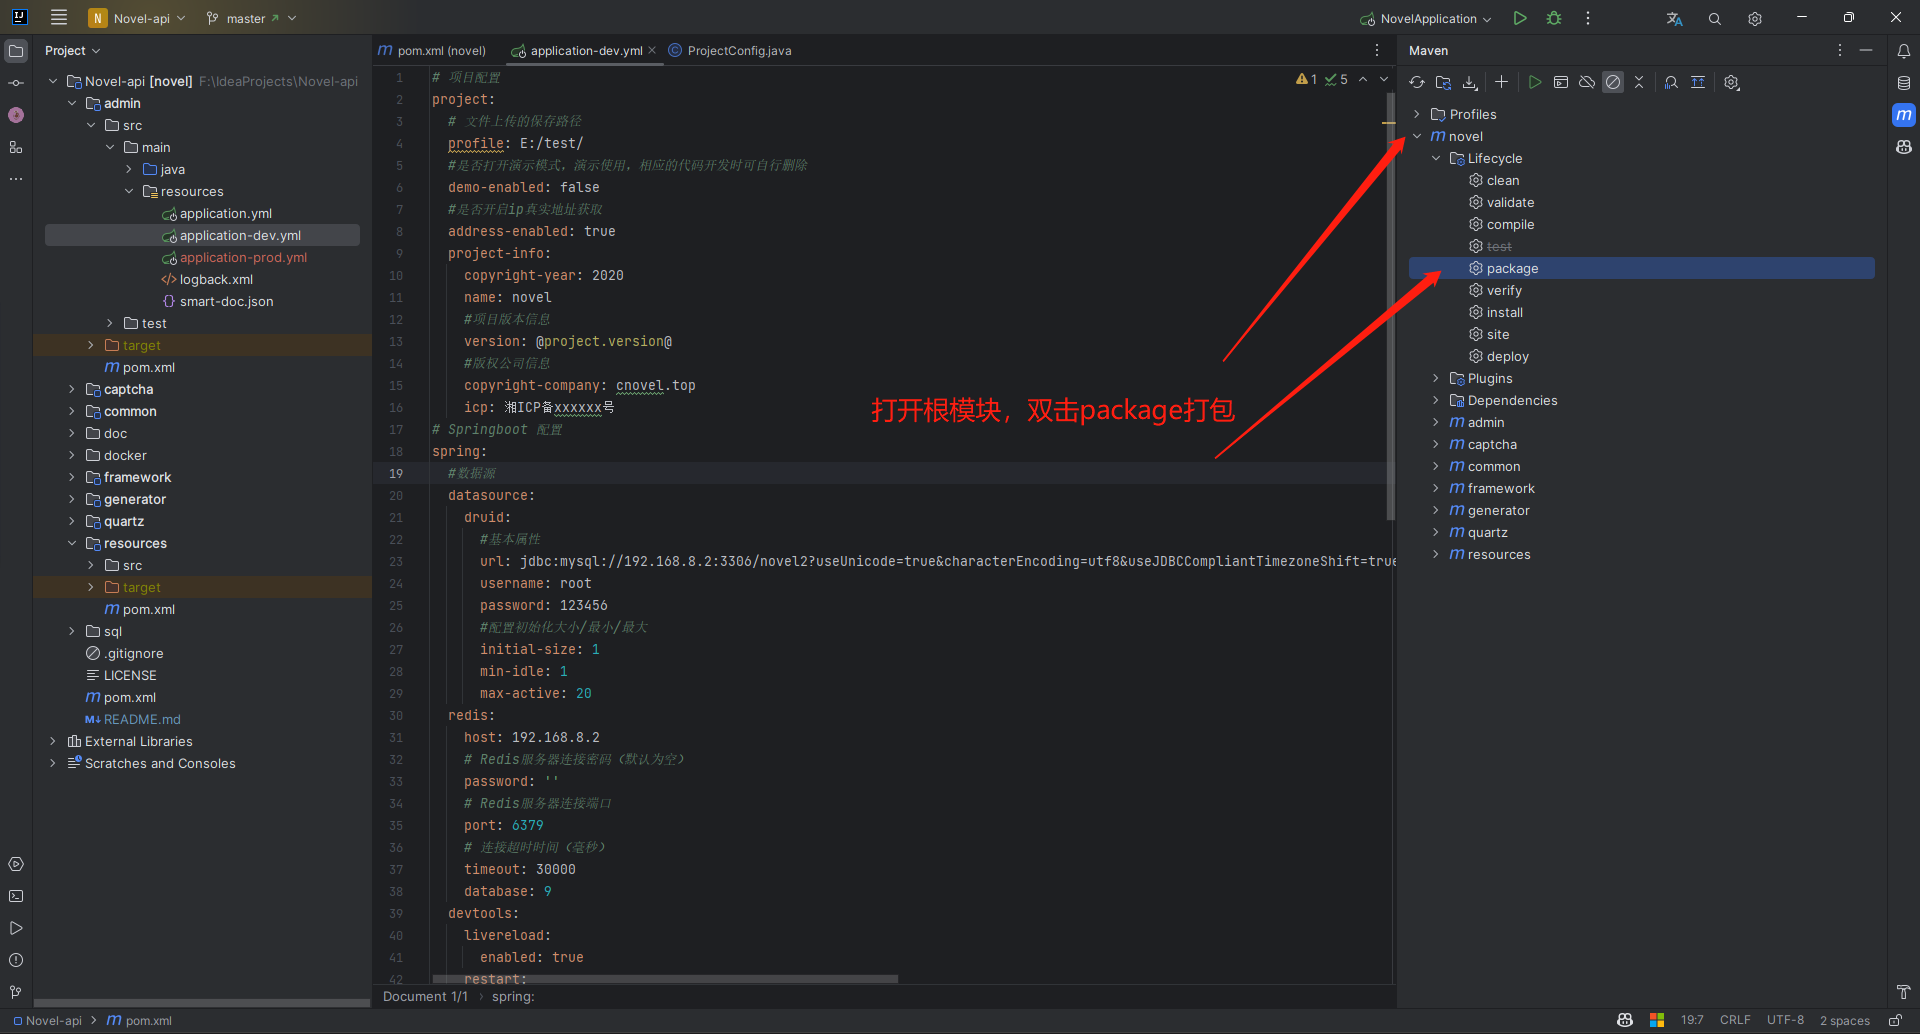 Novel-api
master
NovelApplication
Project
Novel-api [novel] F:\IdeaProjects\Novel-api
admin
src
main
java
resources
application.yml
application-dev.yml
application-prod.yml
logback.xml
smart-doc.json
test
target
pom.xml
captcha
common
doc
docker
framework
generator
quartz
resources
src
target
pom.xml
sql
.gitignore
LICENSE
pom.xml
README.md
External Libraries
Scratches and Consoles
pom.xml (novel)
application-dev.yml
ProjectConfig.java
1 5
1 # 项目配置
2 project:
3 # 文件上传的保存路径
4 profile: E:/test/
5 #是否打开演示模式，演示使用，相应的代码开发时可自行删除
6 demo-enabled: false
7 #是否开启ip真实地址获取
8 address-enabled: true
9 project-info:
10 copyright-year: 2020
11 name: novel
12 #项目版本信息
13 version: @project.version@
14 #版权公司信息
15 copyright-company: cnovel.top
16 icp: 湘ICP备xxxxxx号
17 # Springboot 配置
18 spring:
19 #数据源
20 datasource:
21 druid:
22 #基本属性
23 url: jdbc:mysql://192.168.8.2:3306/novel2?useUnicode=true&characterEncoding=utf8&useJDBCCompliantTimezoneShift=true
24 username: root
25 password: 123456
26 #配置初始化大小/最小/最大
27 initial-size: 1
28 min-idle: 1
29 max-active: 20
30 redis:
31 host: 192.168.8.2
32 # Redis服务器连接密码（默认为空）
33 password: ''
34 # Redis服务器连接端口
35 port: 6379
36 # 连接超时时间（毫秒）
37 timeout: 30000
38 database: 9
39 devtools:
40 livereload:
41 enabled: true
42 restart:
打开根模块，双击package打包
Document 1/1 › spring:
Maven
Profiles
novel
Lifecycle
clean
validate
compile
test
package
verify
install
site
deploy
Plugins
Dependencies
admin
captcha
common
framework
generator
quartz
resources
Novel-api > pom.xml
19:7 CRLF UTF-8 2 spaces